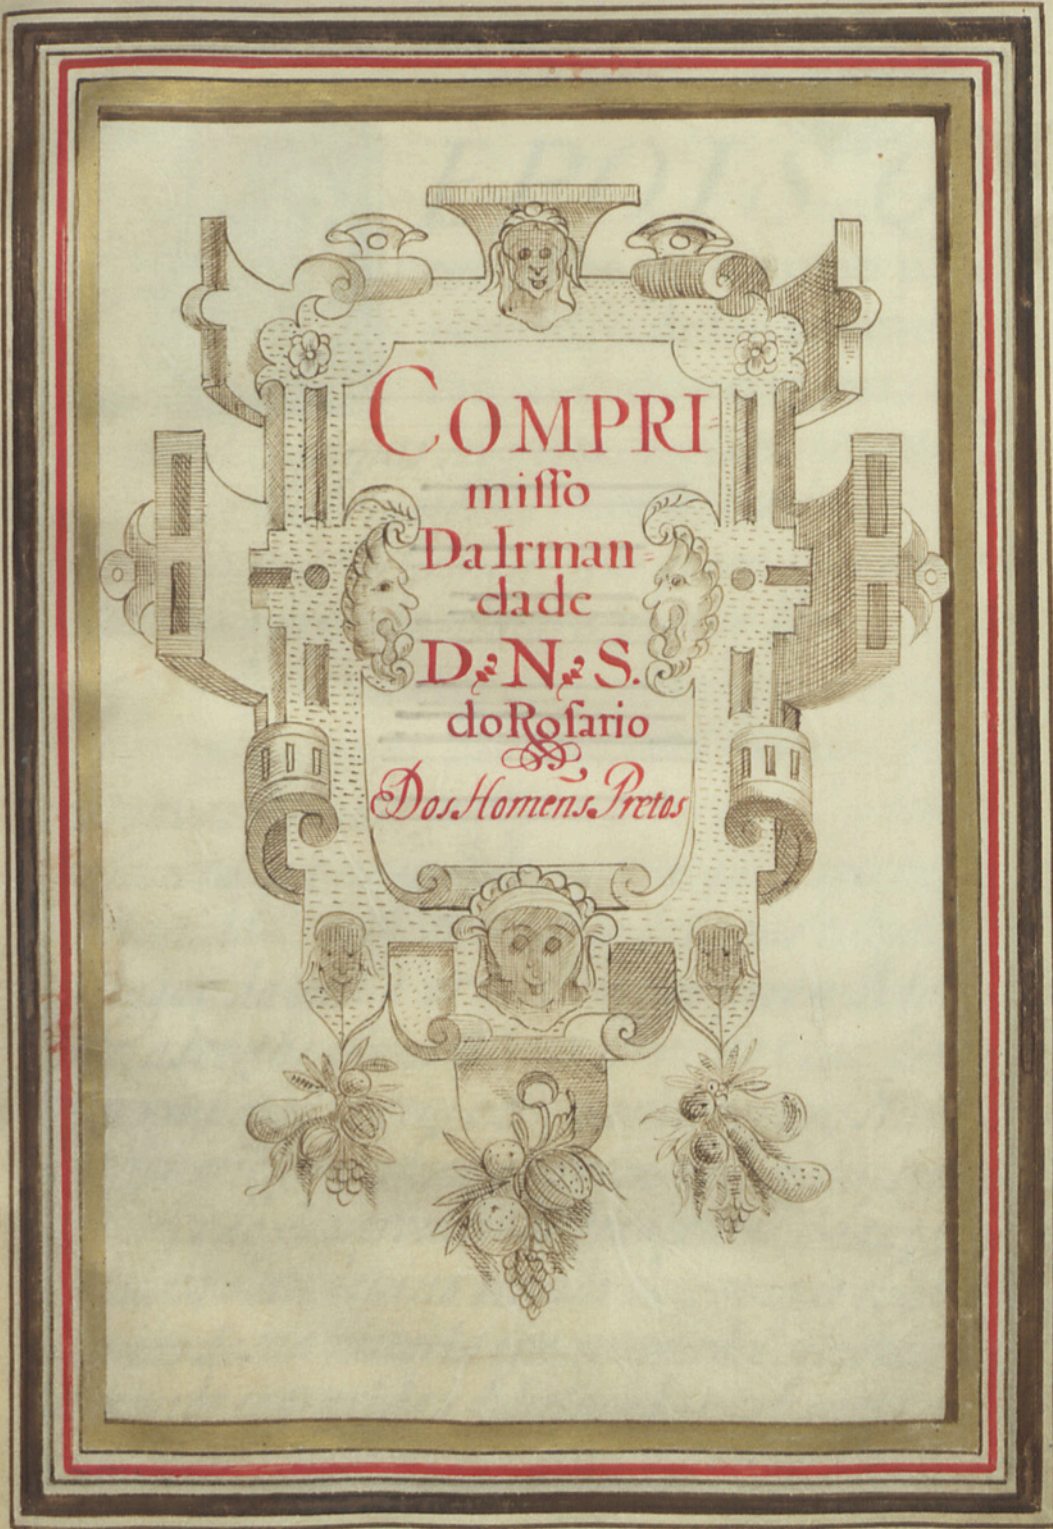 COMPRI=
miſſo
Da Irman=
dade
D. N. S.
do Roſario
Dos Homens̃ Pretos